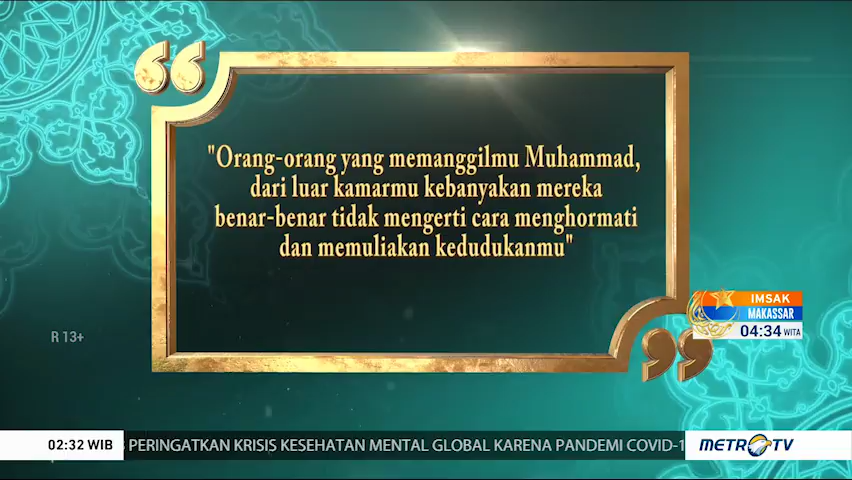 "Orang-orang yang memanggilmu Muhammad,
dari luar kamarmu kebanyakan mereka
benar-benar tidak mengerti cara menghormati
dan memuliakan kedudukanmu"
IMSAK
MAKASSAR
04:34 WITA
R 13+
02:32 WIB
PERINGATKAN KRISIS KESEHATAN MENTAL GLOBAL KARENA PANDEMI COVID-1
METRO TV